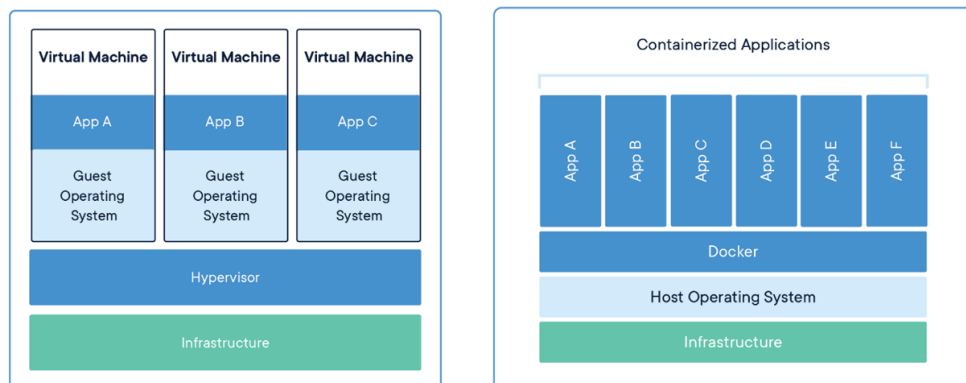 Virtual Machine
App A
Guest
Operating
System
Virtual Machine
App B
Guest
Operating
System
Virtual Machine
App C
Guest
Operating
System
Hypervisor
Infrastructure
Containerized Applications
App A
App B
App C
App D
App E
App F
Docker
Host Operating System
Infrastructure